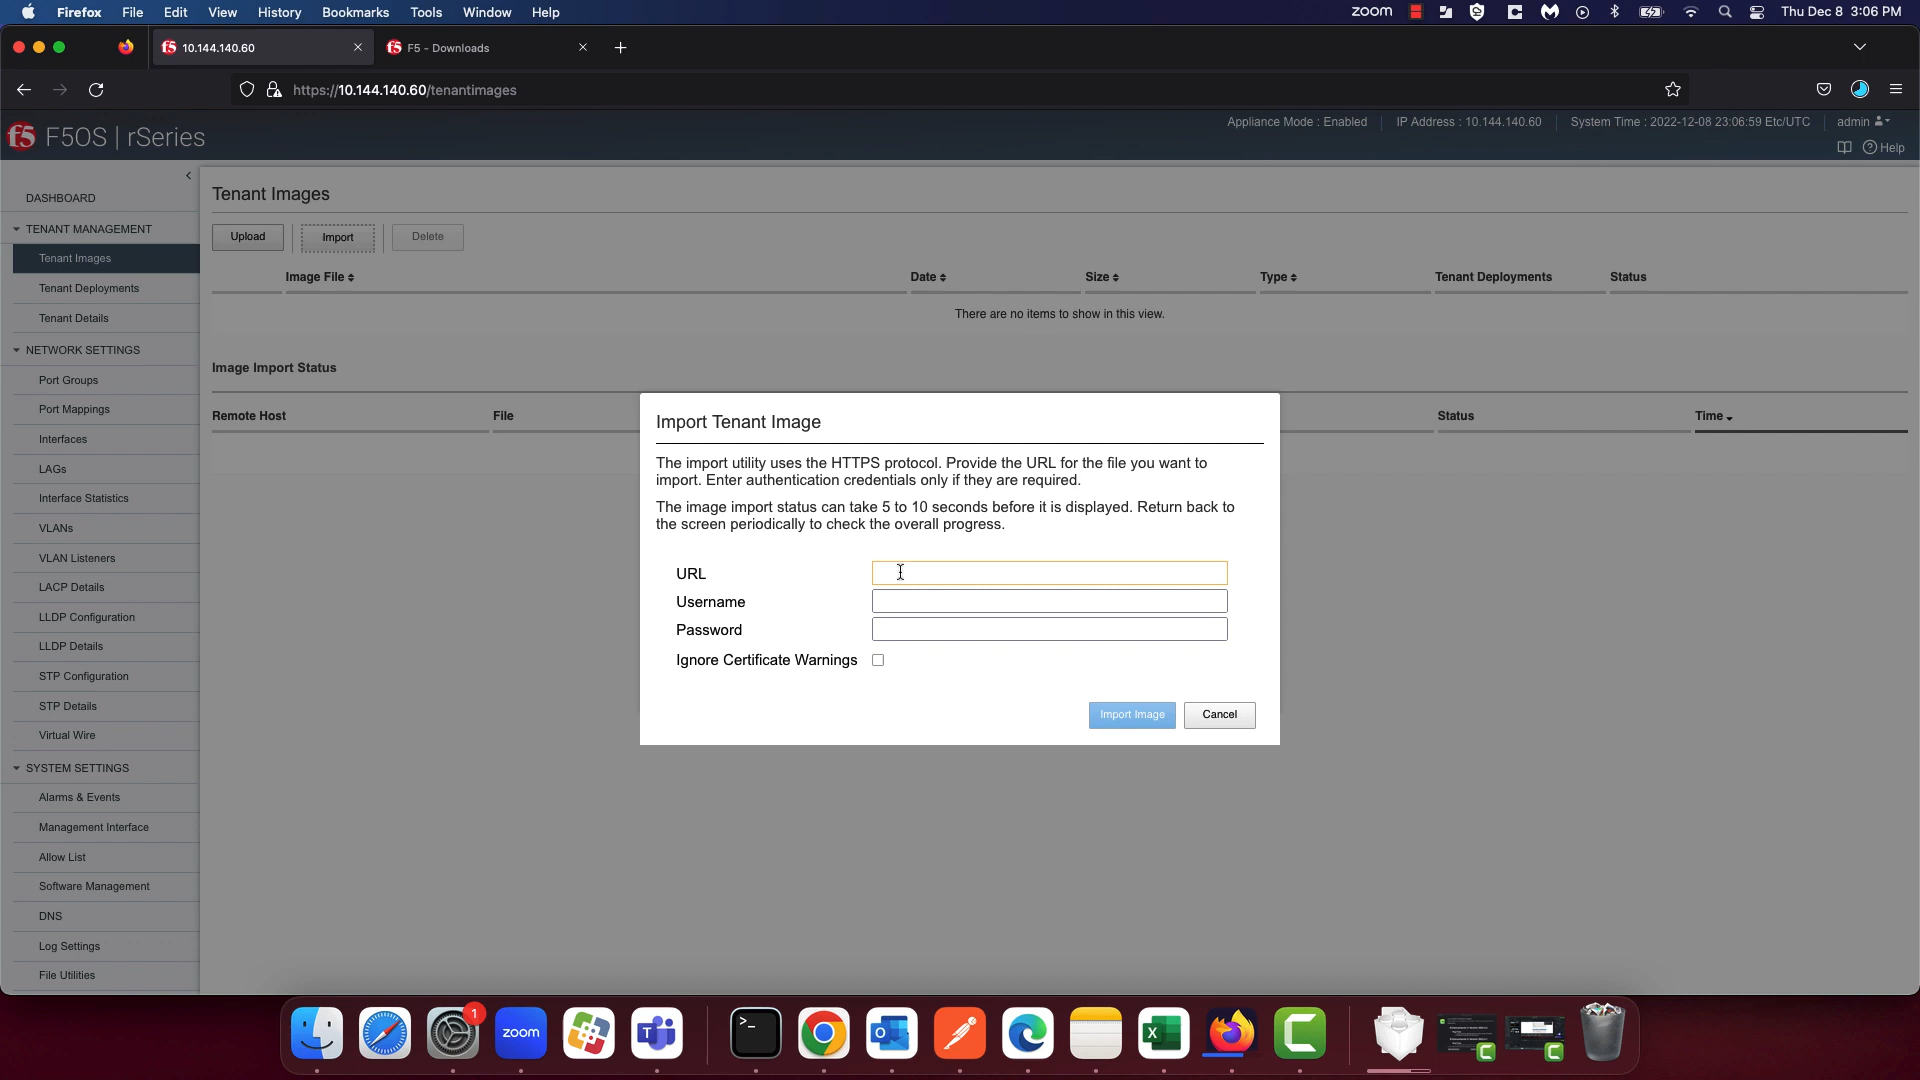 Firefox File Edit View History Bookmarks Tools Window Help zoom Thu Dec 8 3:06 PM
10.144.140.60 F5 - Downloads
https://10.144.140.60/tenantimages
f5 F5OS | rSeries
Appliance Mode : Enabled IP Address : 10.144.140.60 System Time : 2022-12-08 23:06:59 Etc/UTC admin
Help
DASHBOARD
TENANT MANAGEMENT
Tenant Images
Tenant Deployments
Tenant Details
NETWORK SETTINGS
Port Groups
Port Mappings
Interfaces
LAGs
Interface Statistics
VLANs
VLAN Listeners
LACP Details
LLDP Configuration
LLDP Details
STP Configuration
STP Details
Virtual Wire
SYSTEM SETTINGS
Alarms & Events
Management Interface
Allow List
Software Management
DNS
Log Settings
File Utilities
Tenant Images
Upload Import Delete
Image File Date Size Type Tenant Deployments Status
There are no items to show in this view.
Image Import Status
Remote Host File Status Time
Import Tenant Image
The import utility uses the HTTPS protocol. Provide the URL for the file you want to
import. Enter authentication credentials only if they are required.
The image import status can take 5 to 10 seconds before it is displayed. Return back to
the screen periodically to check the overall progress.
URL
Username
Password
Ignore Certificate Warnings
Import Image Cancel
1
zoom